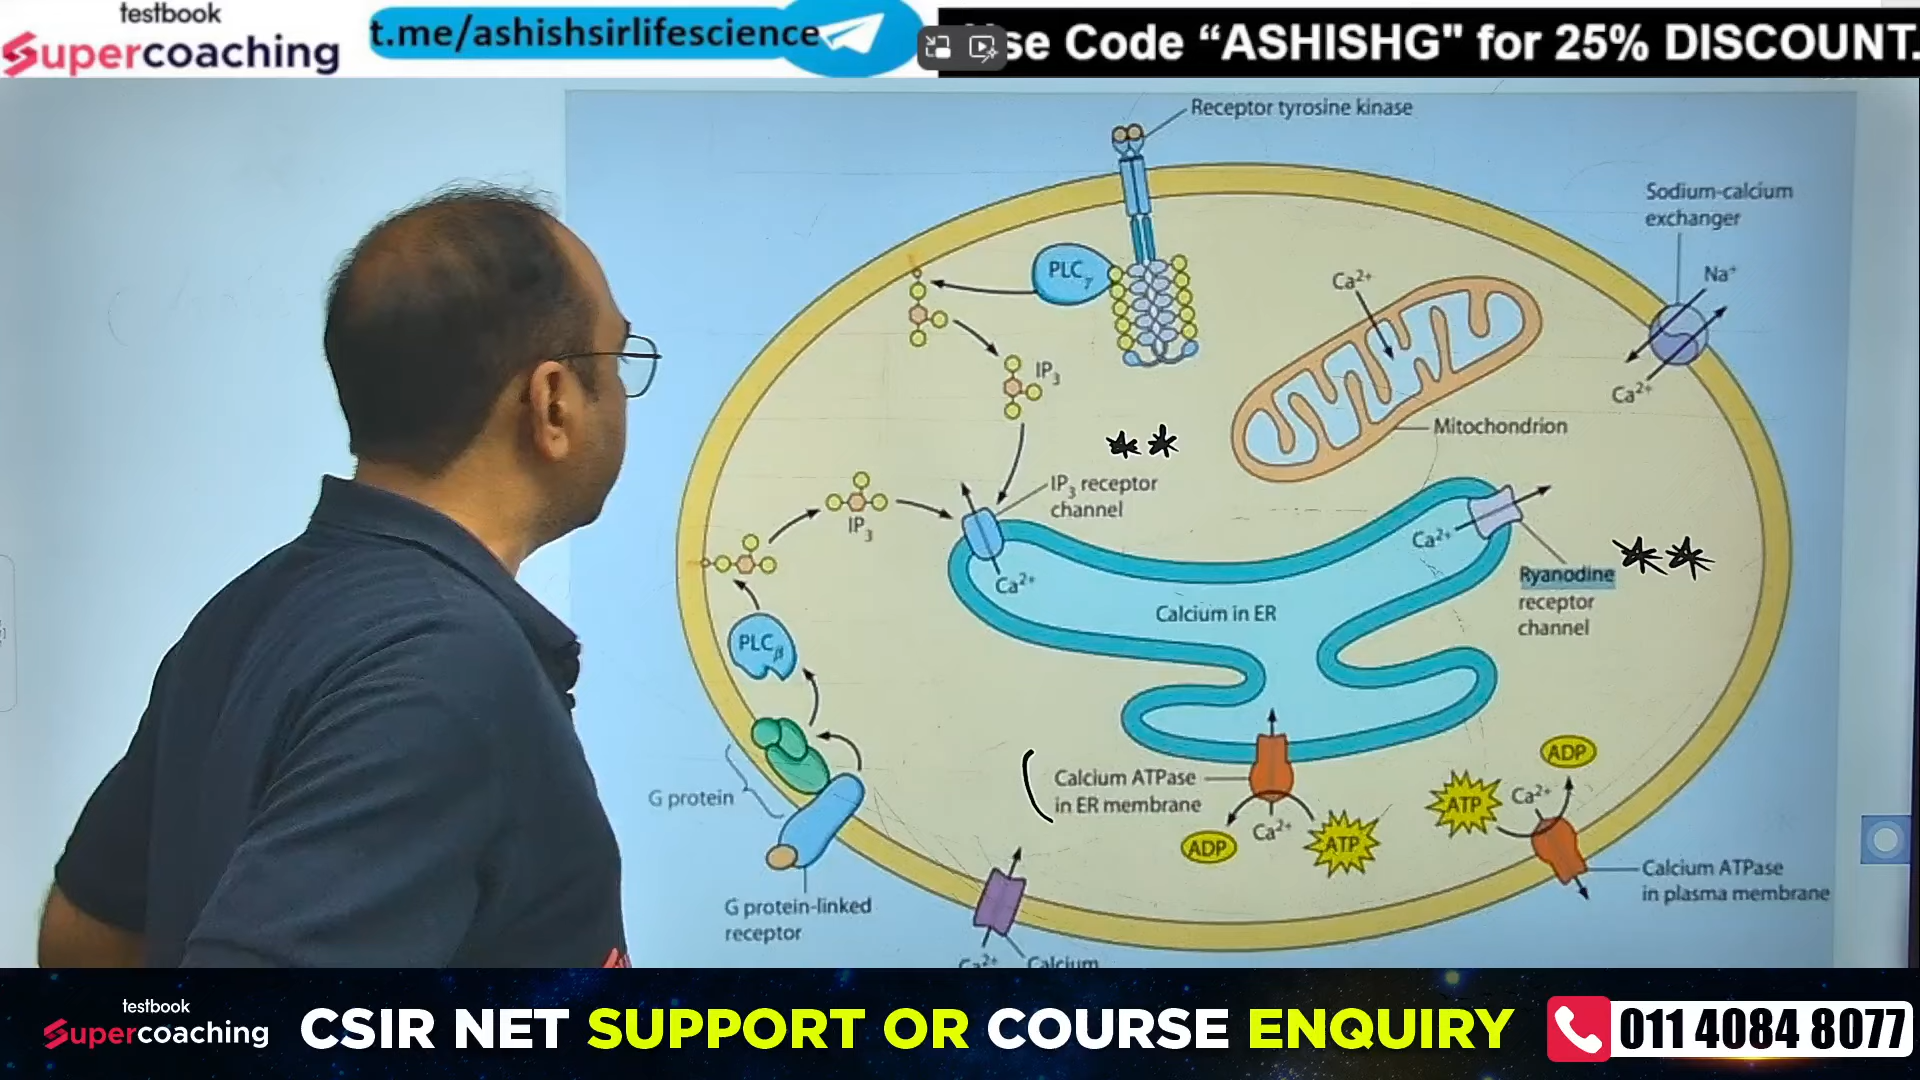 testbook
Supercoaching
t.me/ashishsirlifescience
se Code “ASHISHG" for 25% DISCOUNT.
Receptor tyrosine kinase
Sodium-calcium
exchanger
Na⁺
Ca²⁺
PLCγ
Ca²⁺
IP₃
Mitochondrion
IP₃ receptor
channel
IP₃
Ca²⁺
Ca²⁺
Ryanodine
receptor
channel
Calcium in ER
PLCβ
G protein
Calcium ATPase
in ER membrane
ADP
Ca²⁺
ATP
ATP
Ca²⁺
ADP
Calcium ATPase
in plasma membrane
G protein-linked
receptor
Ca²⁺
Calcium
testbook
Supercoaching
CSIR NET SUPPORT OR COURSE ENQUIRY
011 4084 8077